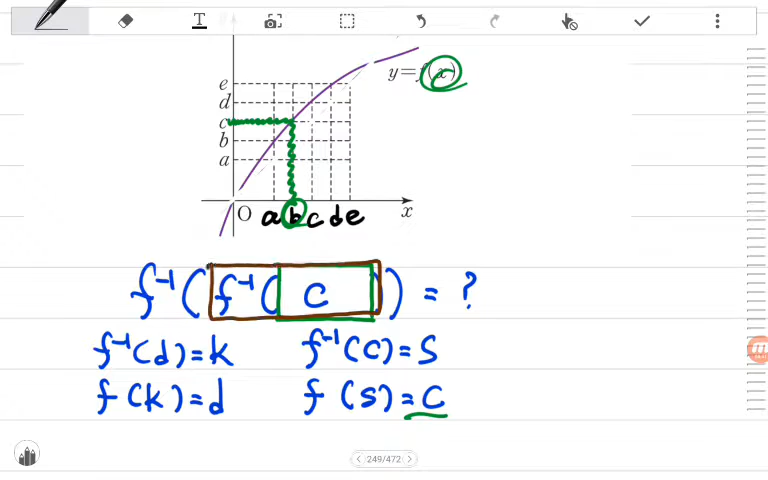 T
e
y=f(x)
d
c
b
a
O a b c d e x
f⁻¹( f⁻¹( c )) = ?
f⁻¹(d)=k f⁻¹(c)=s
f(k)=d f(s)=c
249/472